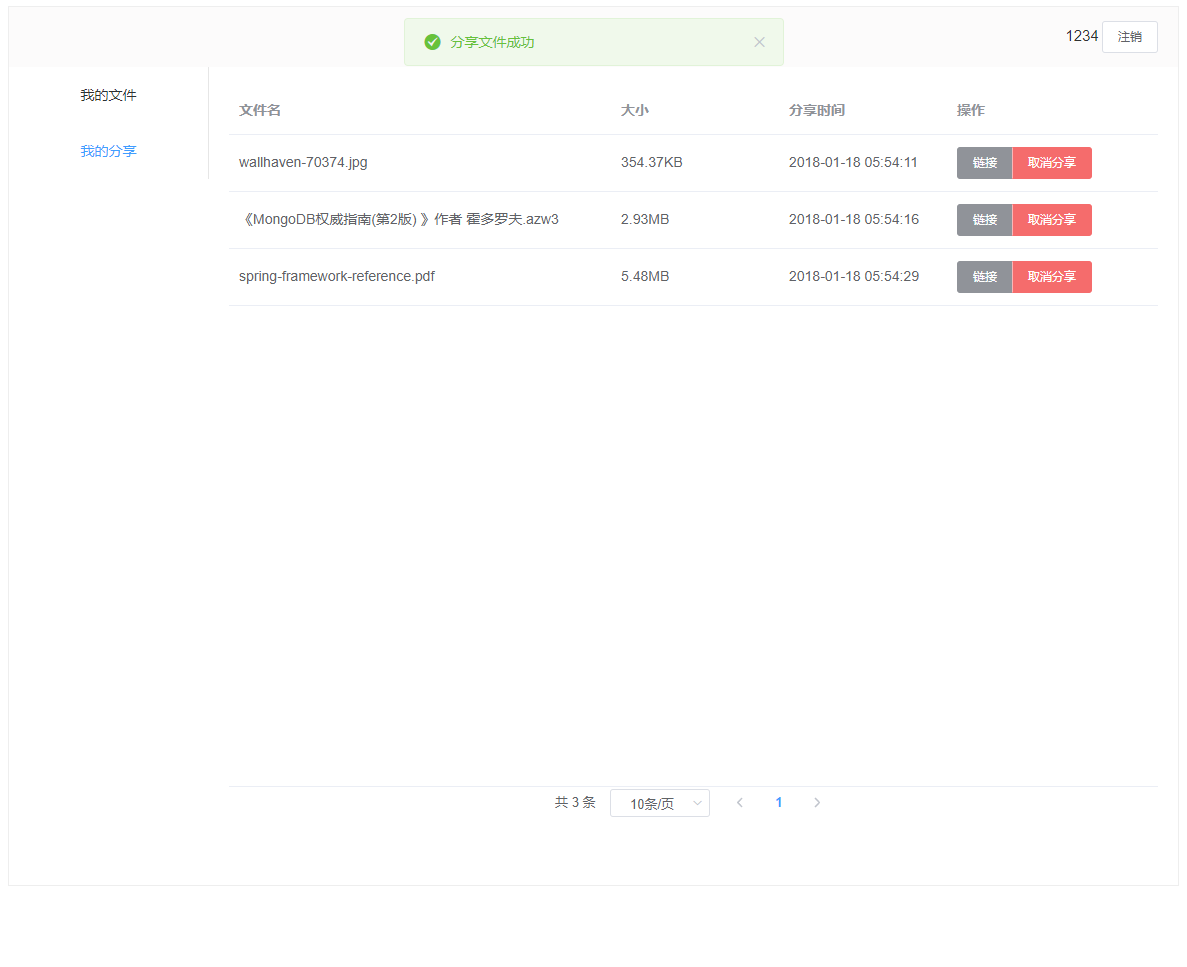 分享文件成功
1234 注销
我的文件
我的分享
文件名 大小 分享时间 操作
wallhaven-70374.jpg 354.37KB 2018-01-18 05:54:11 链接 取消分享
《MongoDB权威指南(第2版) 》作者 霍多罗夫.azw3 2.93MB 2018-01-18 05:54:16 链接 取消分享
spring-framework-reference.pdf 5.48MB 2018-01-18 05:54:29 链接 取消分享
共 3 条 10条/页 1